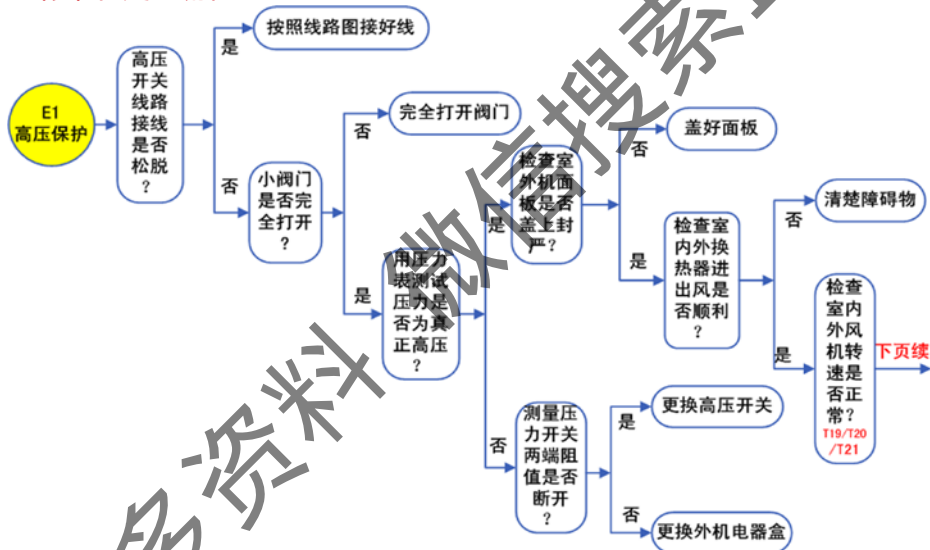 按照线路图接好线
是
高压
开关
线路
接线
是否
松脱
?
E1
高压保护
完全打开阀门
否
盖好面板
否
否
小阀门
是否完
全打开
?
检查室
外机面
板是否
盖上封
严?
是
清楚障碍物
否
检查室
内外换
热器进
出风是
否顺利
?
是
用压力
表测试
压力是
否为真
正高压
?
是
检查
室内
外风
机转
速是
否正
常?
T19/T20
/T21
下页续
是
测量压
力开关
两端阻
值是否
断开
?
否
更换高压开关
是
否
更换外机电器盒
多资料 微信搜索